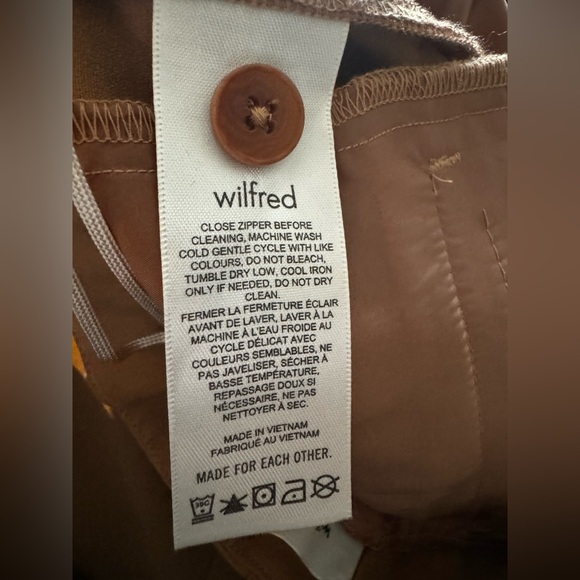 wilfred
CLOSE ZIPPER BEFORE
CLEANING, MACHINE WASH
COLD GENTLE CYCLE WITH LIKE
COLOURS, DO NOT BLEACH,
TUMBLE DRY LOW, COOL IRON
ONLY IF NEEDED, DO NOT DRY
CLEAN.
FERMER LA FERMETURE ÉCLAIR
AVANT DE LAVER, LAVER À LA
MACHINE À L'EAU FROIDE AU
CYCLE DÉLICAT AVEC
COULEURS SEMBLABLES, NE
PAS JAVELISER, SÉCHER À
BASSE TEMPÉRATURE,
REPASSAGE DOUX SI
NÉCESSAIRE, NE PAS
NETTOYER À SEC.
MADE IN VIETNAM
FABRIQUÉ AU VIETNAM
MADE FOR EACH OTHER.
30C